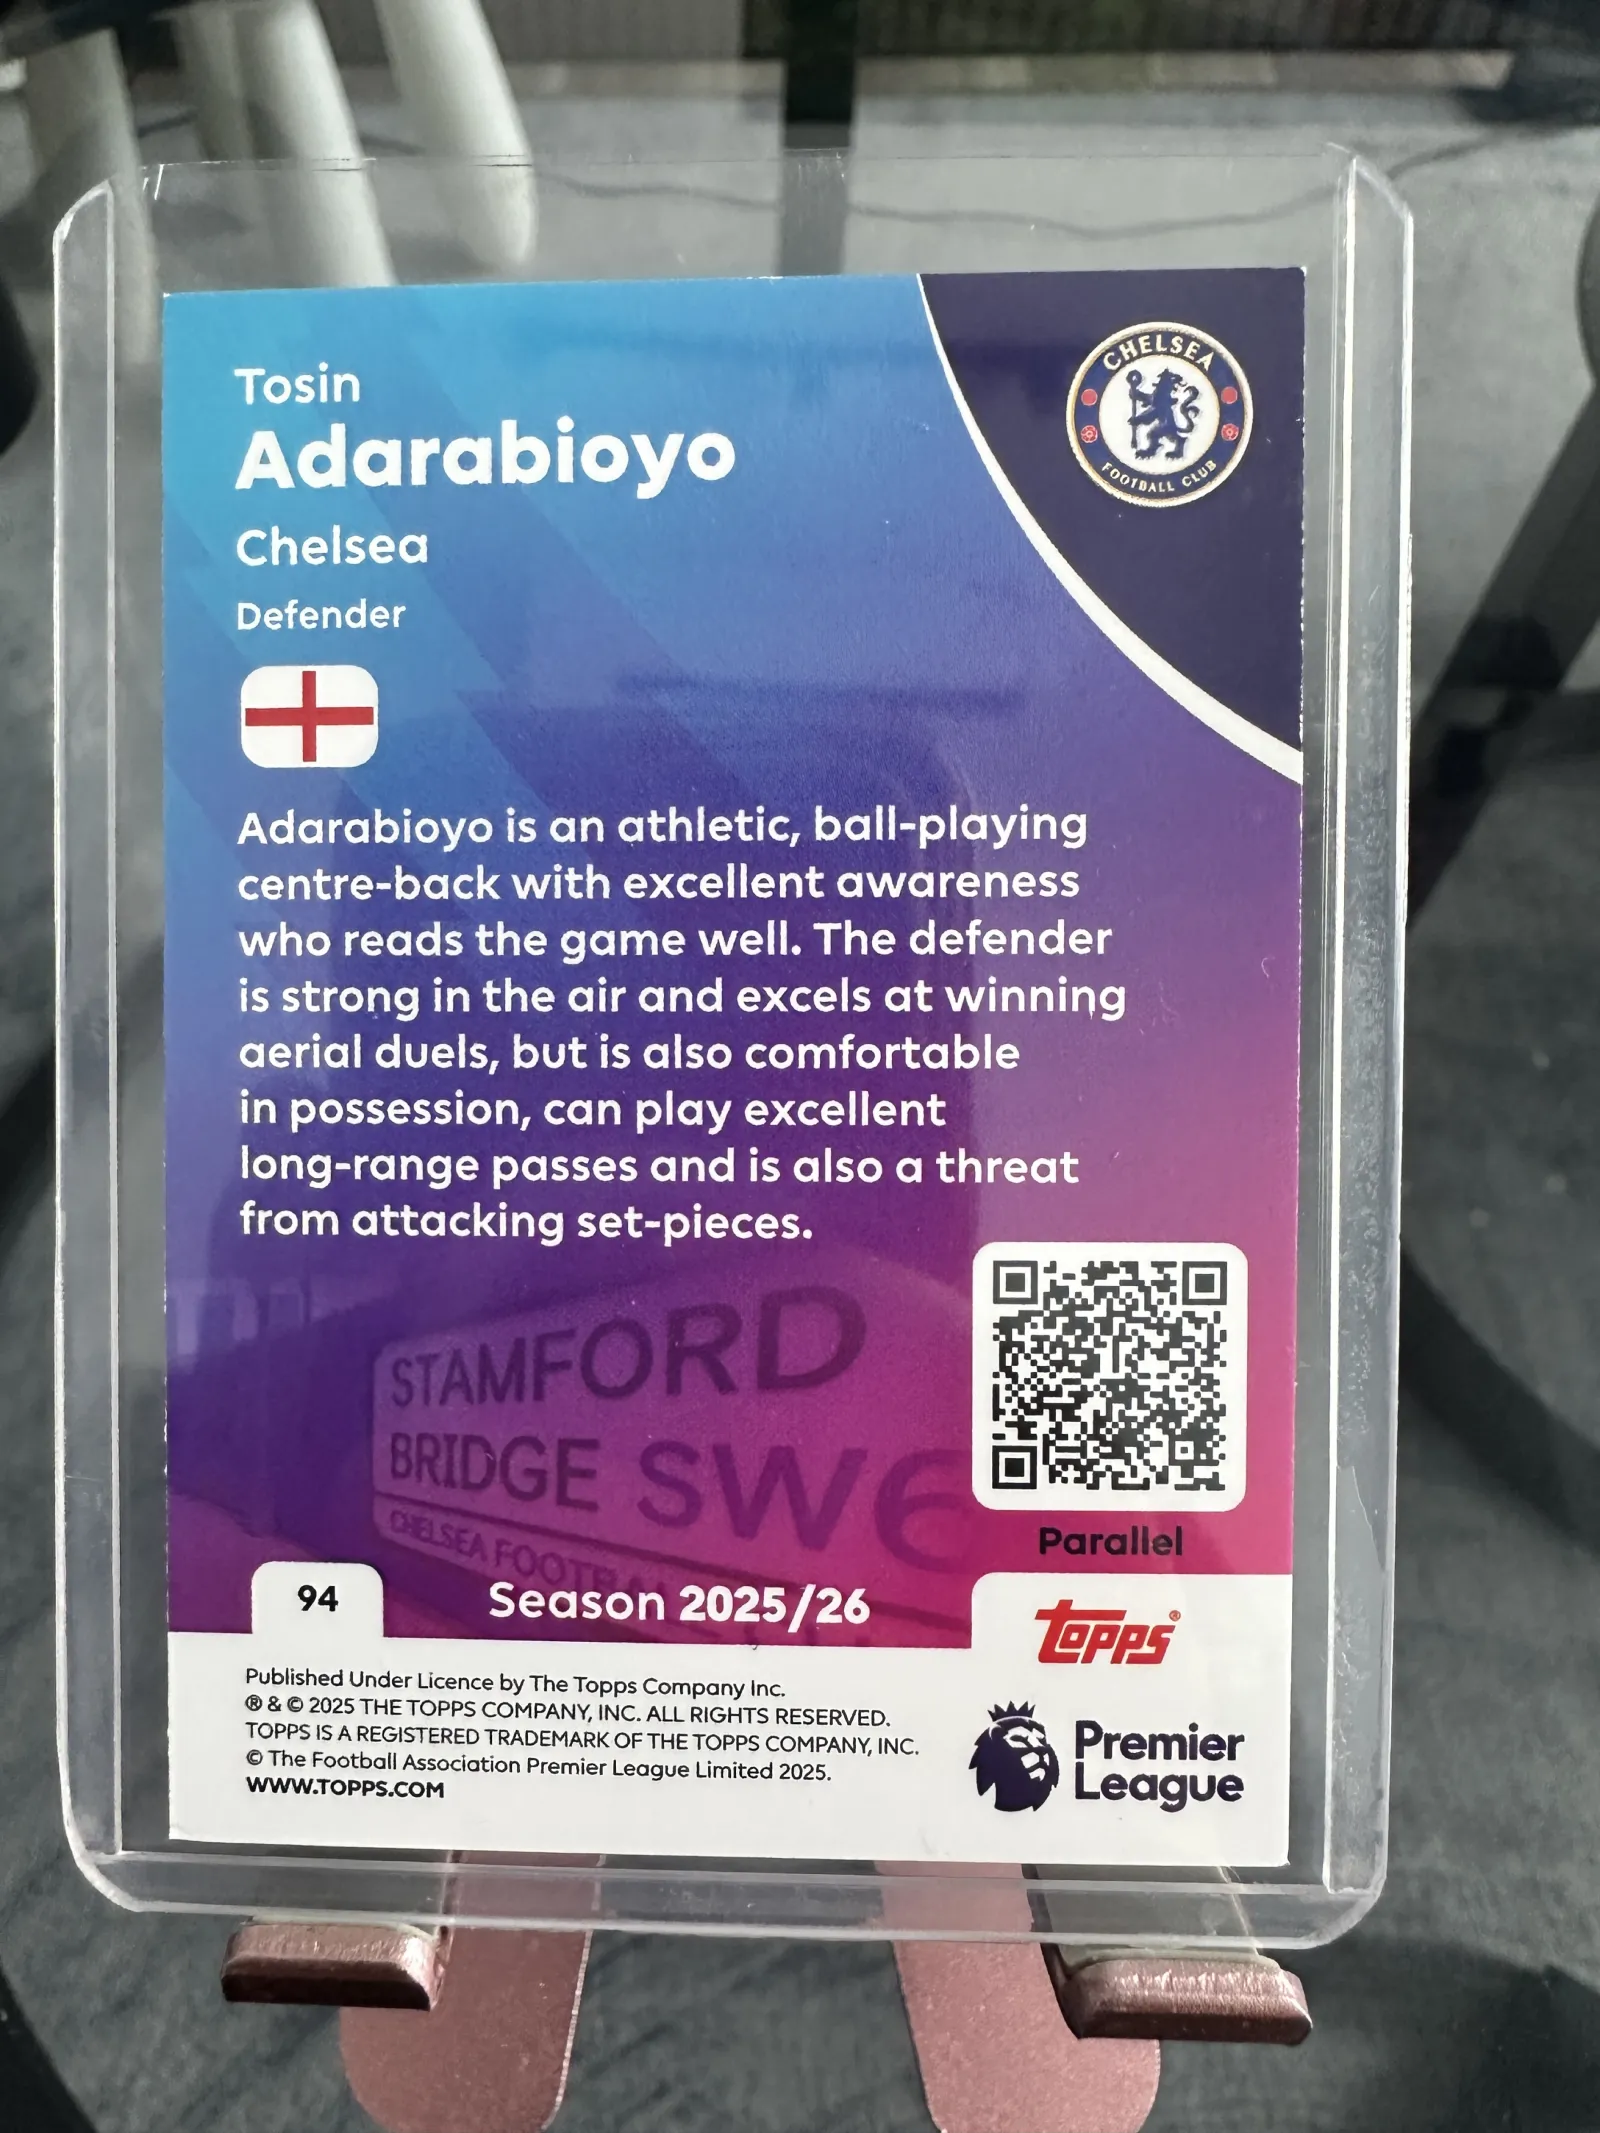 Tosin
Adarabioyo
Chelsea
Defender
CHELSEA
FOOTBALL CLUB
Adarabioyo is an athletic, ball-playing
centre-back with excellent awareness
who reads the game well. The defender
is strong in the air and excels at winning
aerial duels, but is also comfortable
in possession, can play excellent
long-range passes and is also a threat
from attacking set-pieces.
STAMFORD
BRIDGE SW6
CHELSEA
Parallel
94
Season 2025/26
topps®
Published Under Licence by The Topps Company Inc.
® & © 2025 THE TOPPS COMPANY, INC. ALL RIGHTS RESERVED.
TOPPS IS A REGISTERED TRADEMARK OF THE TOPPS COMPANY, INC.
© The Football Association Premier League Limited 2025.
WWW.TOPPS.COM
Premier
League